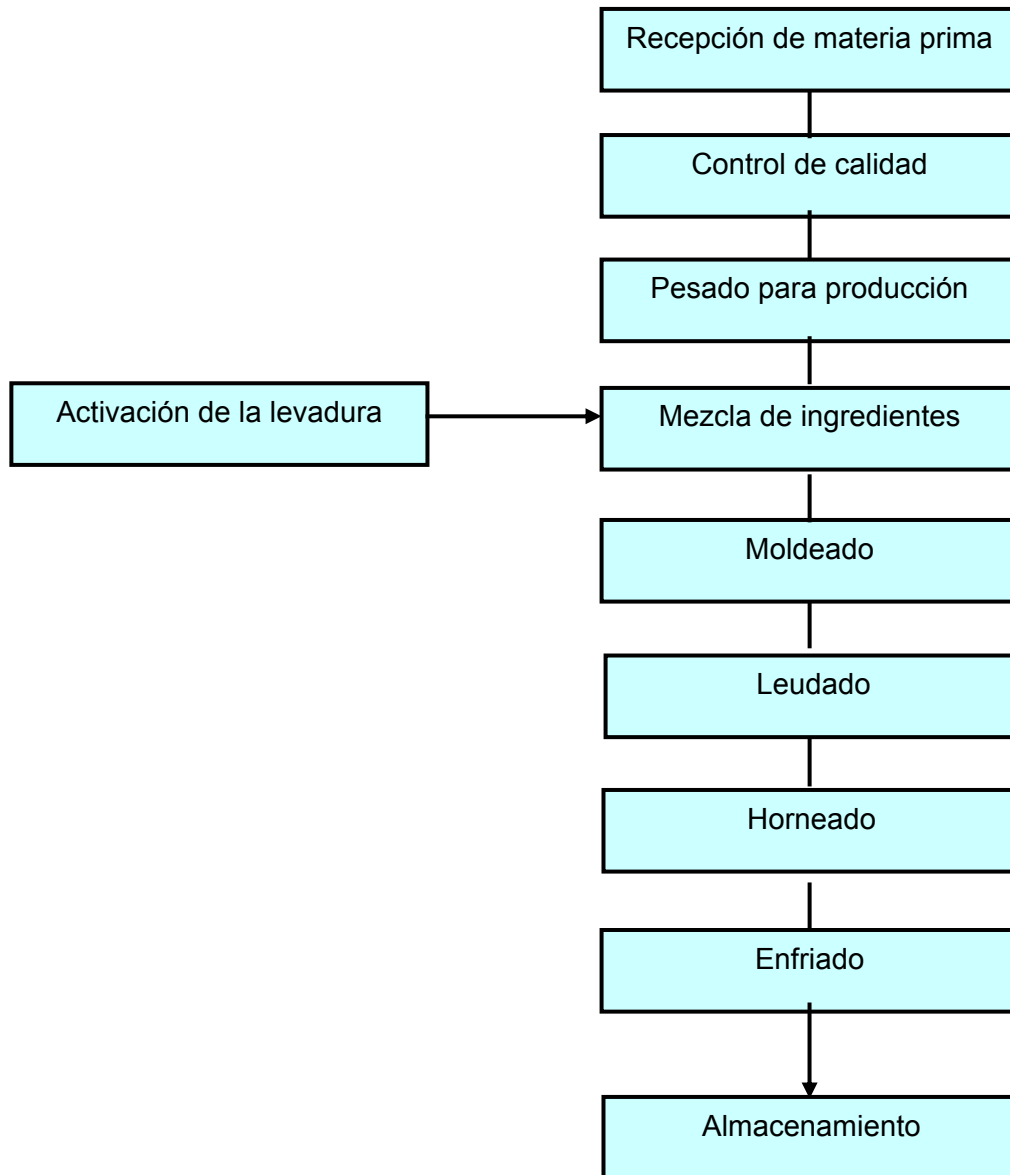 Recepción de materia prima
Control de calidad
Pesado para producción
Activación de la levadura
Mezcla de ingredientes
Moldeado
Leudado
Horneado
Enfriado
Almacenamiento